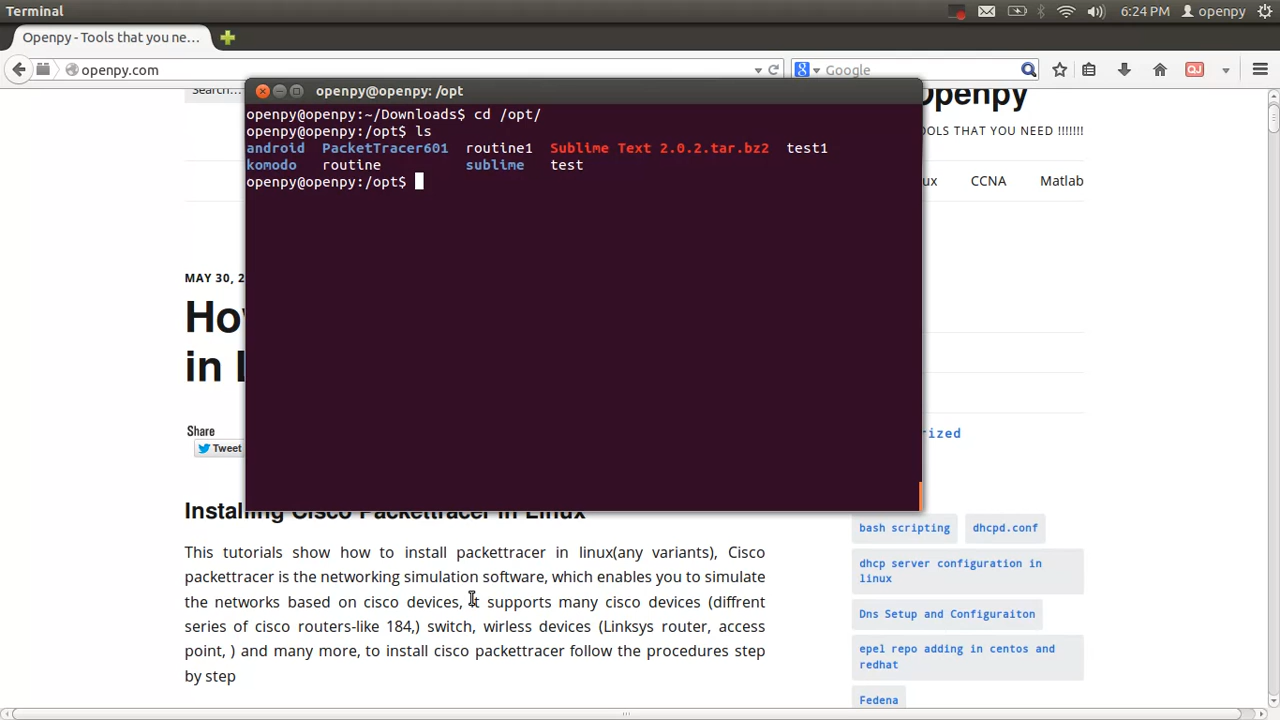 Terminal
6:24 PM openpy
Openpy - Tools that you ne...
openpy.com
Google
QJ
Search...
openpy@openpy: /opt
openpy@openpy:~/Downloads$ cd /opt/
openpy@openpy:/opt$ ls
android PacketTracer601 routine1 Sublime Text 2.0.2.tar.bz2 test1
komodo routine sublime test
openpy@openpy:/opt$
Openpy
TOOLS THAT YOU NEED !!!!!!!
ux CCNA Matlab
MAY 30, 2
Ho
in
Share
Tweet
Installing Cisco Packettracer in Linux
This tutorials show how to install packettracer in linux(any variants), Cisco
packettracer is the networking simulation software, which enables you to simulate
the networks based on cisco devices, it supports many cisco devices (diffrent
series of cisco routers-like 184,) switch, wirless devices (Linksys router, access
point, ) and many more, to install cisco packettracer follow the procedures step
by step
rized
bash scripting dhcpd.conf
dhcp server configuration in
linux
Dns Setup and Configuraiton
epel repo adding in centos and
redhat
Fedena